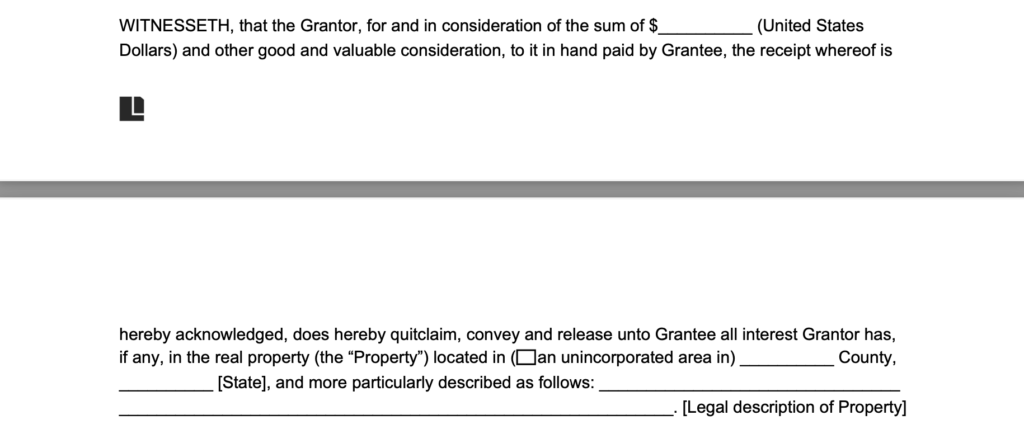 WITNESSETH, that the Grantor, for and in consideration of the sum of $__________ (United States
Dollars) and other good and valuable consideration, to it in hand paid by Grantee, the receipt whereof is
hereby acknowledged, does hereby quitclaim, convey and release unto Grantee all interest Grantor has,
if any, in the real property (the “Property”) located in (☐an unincorporated area in) __________ County,
__________ [State], and more particularly described as follows: ________________________________
___________________________________________________________. [Legal description of Property]